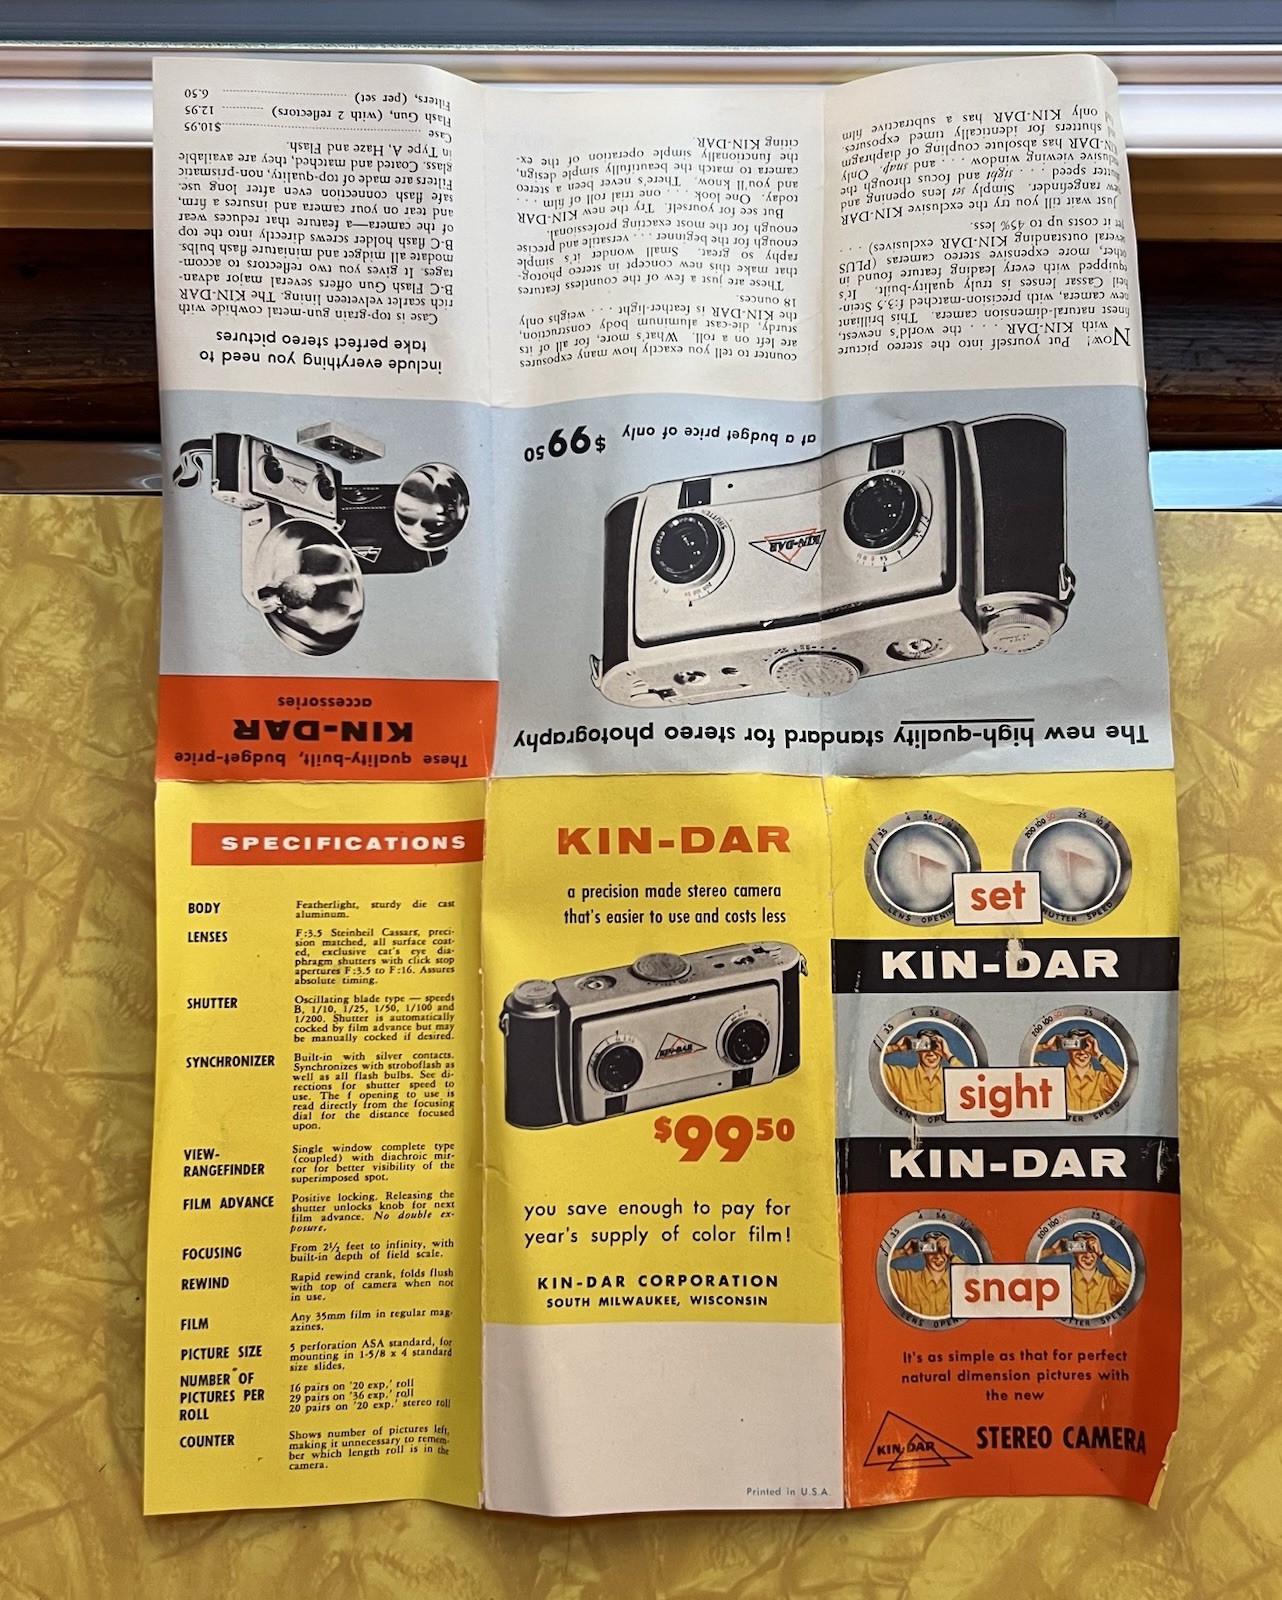 The new high-quality standard for stereo photography
KIN-DAR
at a budget price of only $99.50
Now! Put yourself into the stereo picture
with KIN-DAR . . . . the world's newest,
finest natural-dimension camera. This brilliant
new camera, with precision-matched f:3.5 Stein-
heil Cassar lenses is truly quality-built. It's
equipped with every leading feature found in
other, more expensive stereo cameras (PLUS
several outstanding KIN-DAR exclusives) . . .
yet it costs up to 45% less.
Just wait till you try the exclusive KIN-DAR
rangefinder. Simply set lens opening and
shutter speed . . . . sight and focus through the
exclusive viewing window . . . . and snap. Only
KIN-DAR has absolute coupling of diaphragm
and shutters for identically timed exposures.
only KIN-DAR has a subtractive film
counter to tell you exactly how many exposures
are left on a roll. What's more, for all of its
sturdy, die-cast aluminum body construction,
the KIN-DAR is feather-light . . . weighs only
18 ounces.
These are just a few of the countless features
that make this new concept in stereo photog-
raphy so great. Small wonder it's simple
enough for the beginner . . . versatile and precise
enough for the most exacting professional.
But see for yourself. Try the new KIN-DAR
today. One look . . . one trial roll of film . . .
and you'll know. There's never been a stereo
camera to match the beautifully simple design,
the functionally simple operation of the ex-
citing KIN-DAR.
These quality-built, budget-price
KIN-DAR
accessories
include everything you need to
take perfect stereo pictures
Case is top-grain gun-metal cowhide with
rich scarlet velveteen lining. The KIN-DAR
B-C Flash Gun offers several major advan-
tages. It gives you two reflectors to accom-
modate all midget and miniature flash bulbs.
B-C flash holder screws directly into the top
of the camera—a feature that reduces wear
and tear on your camera and insures a firm,
safe flash connection even after long use.
Filters are made of top-quality, non-prismatic
glass. Coated and matched, they are available
in Type A, Haze and Flash.
Case ........................................ $10.95
Flash Gun, (with 2 reflectors) .......... 12.95
Filters, (per set) .............................. 6.50
SPECIFICATIONS
BODY Featherlight, sturdy die cast
aluminum.
LENSES F:3.5 Steinheil Cassars, preci-
sion matched, all surface coat-
ed, exclusive cat's eye dia-
phragm shutters with click stop
apertures F:3.5 to F:16. Assures
absolute timing.
SHUTTER Oscillating blade type — speeds
B, 1/10, 1/25, 1/50, 1/100 and
1/200. Shutter is automatically
cocked by film advance but may
be manually cocked if desired.
SYNCHRONIZER Built-in with silver contacts.
Synchronizes with stroboflash as
well as all flash bulbs. See di-
rections for shutter speed to
use. The f opening to use is
read directly from the focusing
dial for the distance focused
upon.
VIEW-
RANGEFINDER Single window complete type
(coupled) with diachroic mir-
ror for better visibility of the
superimposed spot.
FILM ADVANCE Positive locking. Releasing the
shutter unlocks knob for next
film advance. No double ex-
posure.
FOCUSING From 2½ feet to infinity, with
built-in depth of field scale.
REWIND Rapid rewind crank, folds flush
with top of camera when not
in use.
FILM Any 35mm film in regular mag-
azines.
PICTURE SIZE 5 perforation ASA standard, for
mounting in 1-5/8 x 4 standard
size slides.
NUMBER OF
PICTURES PER
ROLL 16 pairs on '20 exp.' roll
29 pairs on '36 exp.' roll
20 pairs on '20 exp.' stereo roll
COUNTER Shows number of pictures left,
making it unnecessary to remem-
ber which length roll is in the
camera.
KIN-DAR
a precision made stereo camera
that's easier to use and costs less
KIN-DAR
$99.50
you save enough to pay for
year's supply of color film!
KIN-DAR CORPORATION
SOUTH MILWAUKEE, WISCONSIN
Printed in U.S.A.
set
KIN-DAR
sight
KIN-DAR
snap
It's as simple as that for perfect
natural dimension pictures with
the new
KIN-DAR STEREO CAMERA